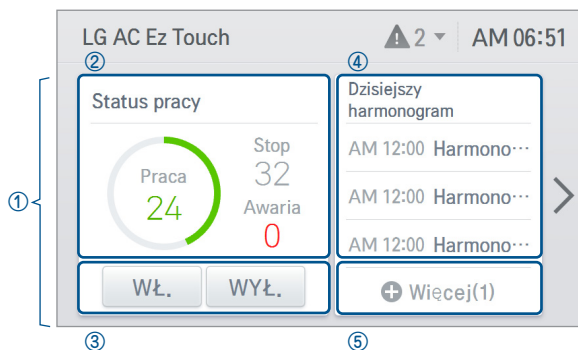 LG AC Ez Touch
2
AM 06:51
②
④
①
Status pracy
Praca
24
Stop
32
Awaria
0
Dzisiejszy
harmonogram
AM 12:00 Harmono···
AM 12:00 Harmono···
AM 12:00 Harmono···
WŁ.
WYŁ.
Więcej(1)
③
⑤